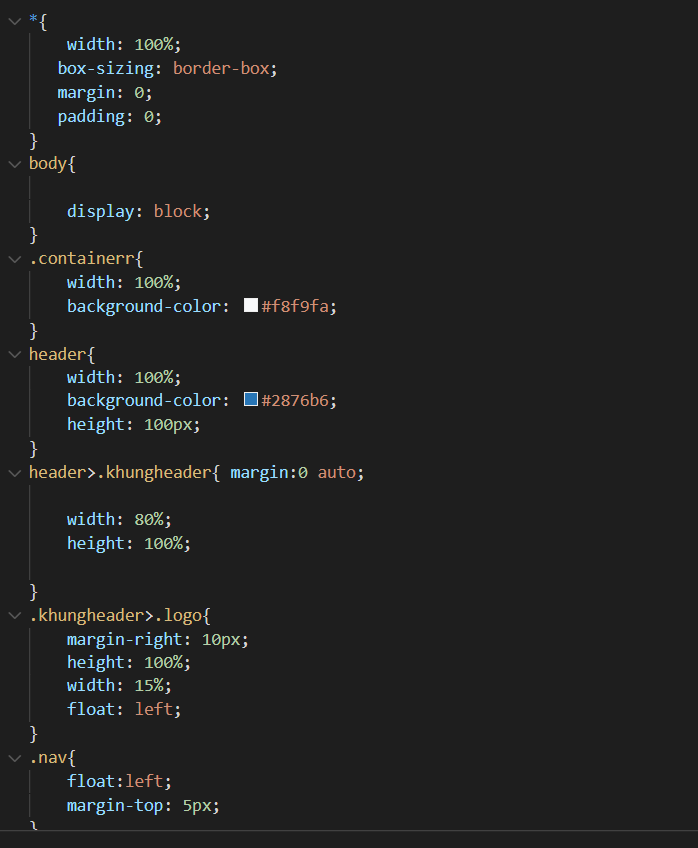 *{
width: 100%;
box-sizing: border-box;
margin: 0;
padding: 0;
}
body{
display: block;
}
.containerr{
width: 100%;
background-color: #f8f9fa;
}
header{
width: 100%;
background-color: #2876b6;
height: 100px;
}
header>.khungheader{ margin:0 auto;
width: 80%;
height: 100%;
}
.khungheader>.logo{
margin-right: 10px;
height: 100%;
width: 15%;
float: left;
}
.nav{
float:left;
margin-top: 5px;
}